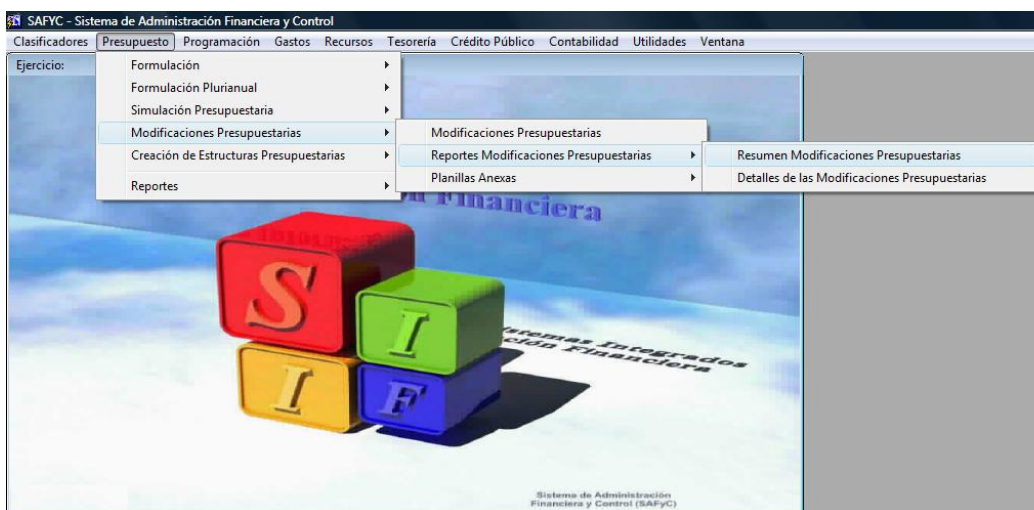 SAFYC - Sistema de Administración Financiera y Control
Clasificadores Presupuesto Programación Gastos Recursos Tesorería Crédito Público Contabilidad Utilidades Ventana
Ejercicio:
Formulación
Formulación Plurianual
Simulación Presupuestaria
Modificaciones Presupuestarias
Creación de Estructuras Presupuestarias
Reportes
Modificaciones Presupuestarias
Reportes Modificaciones Presupuestarias
Planillas Anexas
Resumen Modificaciones Presupuestarias
Detalles de las Modificaciones Presupuestarias
Financiera
S
I
I
F
Integrados
Financiera
Sistema de Administración
Financiera y Control (SAFyC)